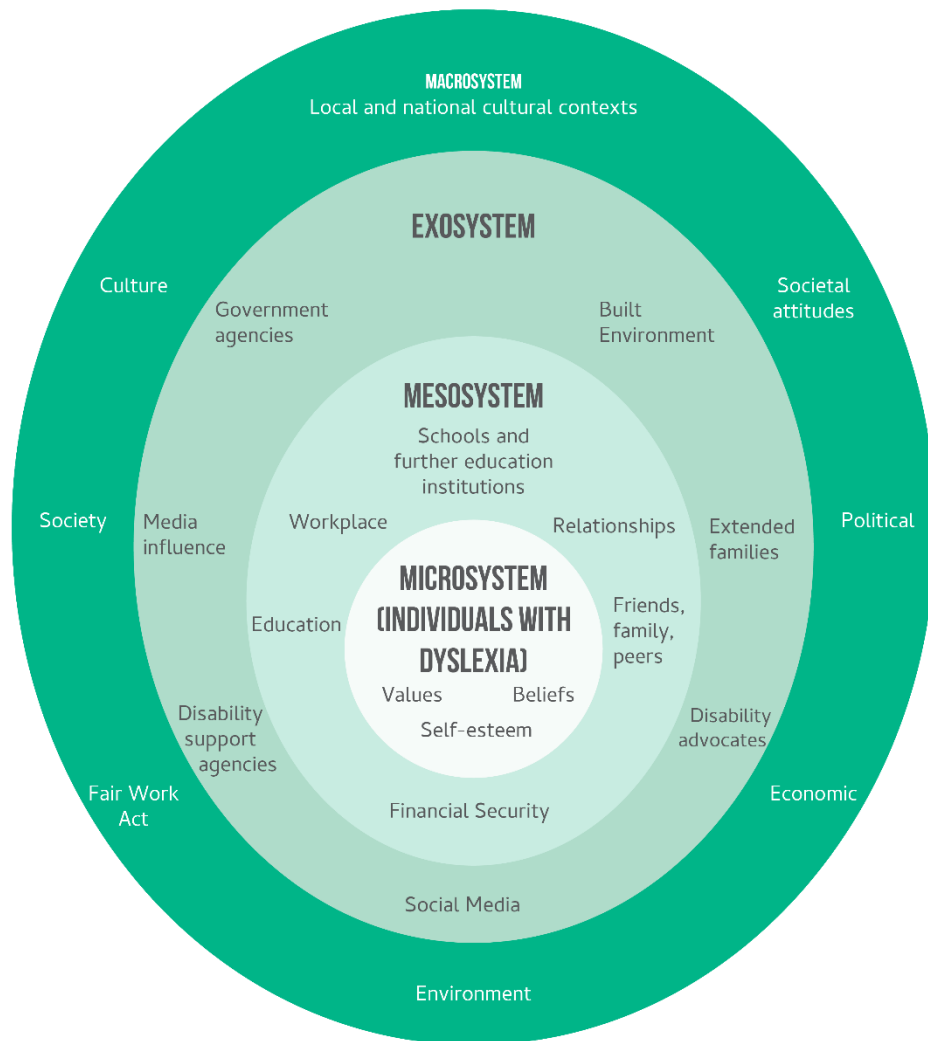 MACROSYSTEM
Local and national cultural contexts
EXOSYSTEM
Culture
Societal
attitudes
Government
agencies
Built
Environment
MESOSYSTEM
Schools and
further education
institutions
Society
Media
influence
Workplace
Relationships
Extended
families
Political
MICROSYSTEM
(INDIVIDUALS WITH
DYSLEXIA)
Education
Friends,
family,
peers
Values
Beliefs
Self-esteem
Disability
support
agencies
Disability
advocates
Fair Work
Act
Economic
Financial Security
Social Media
Environment